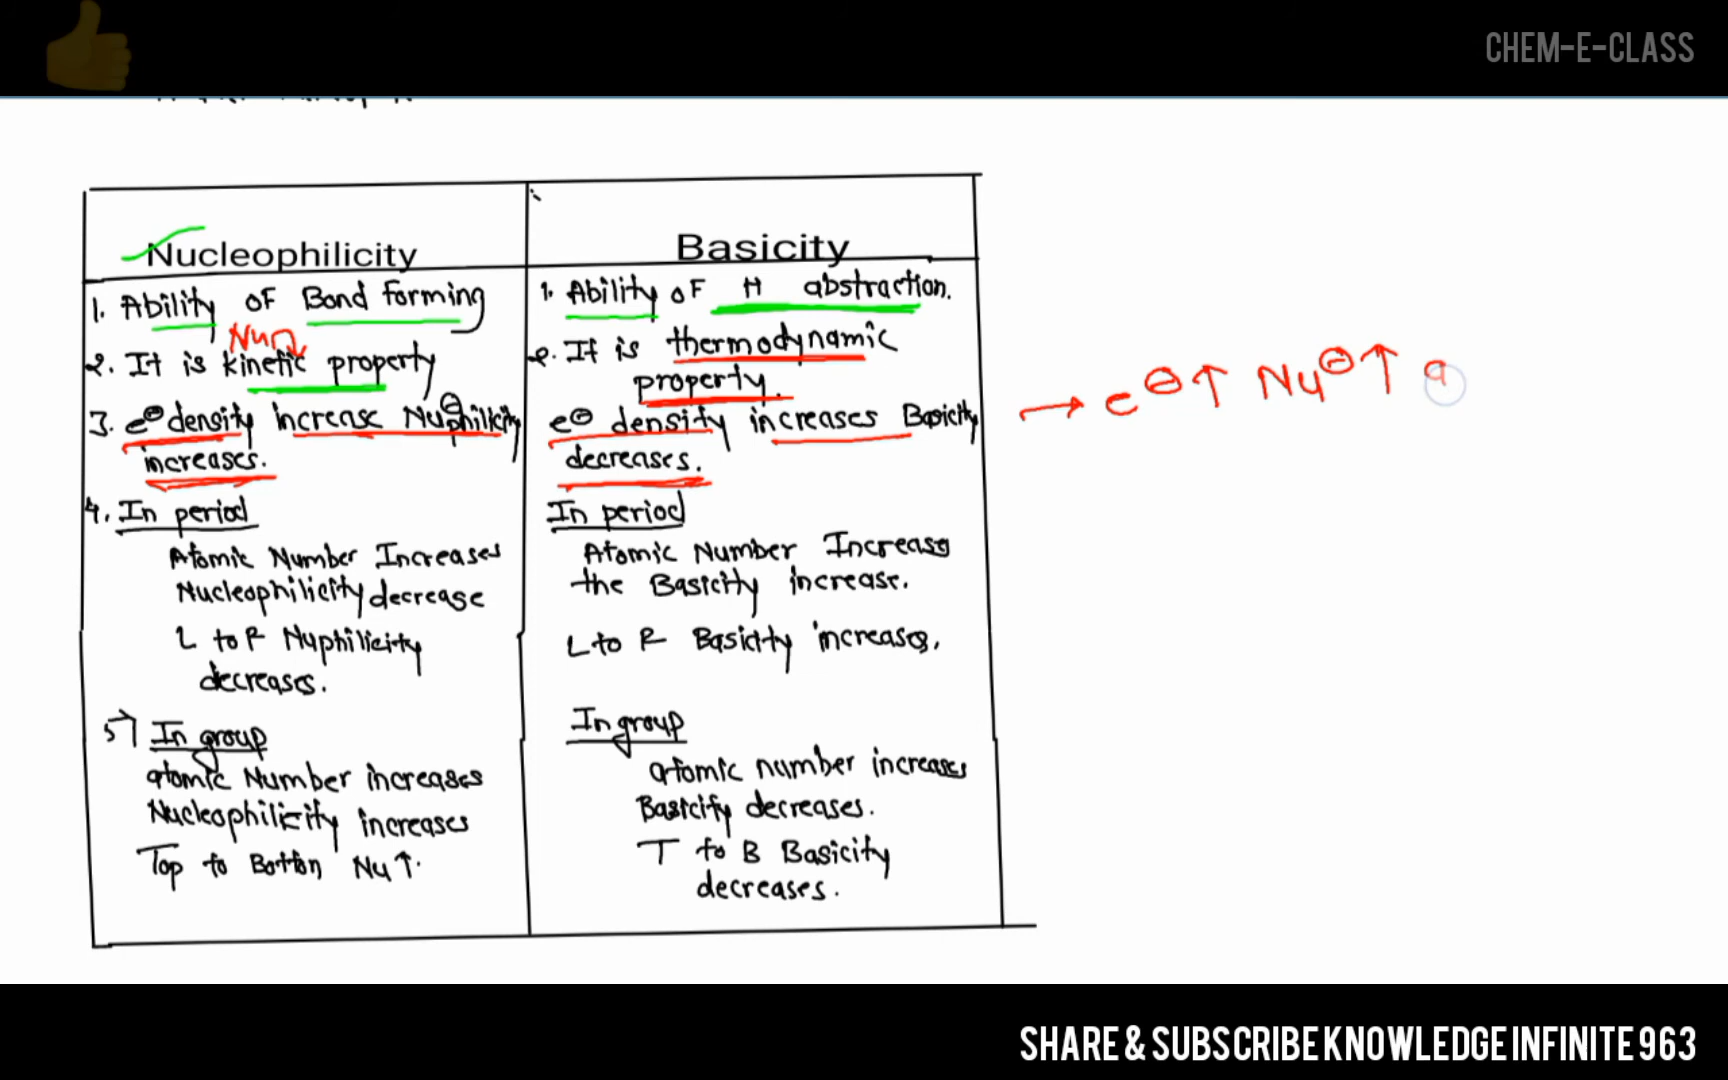 CHEM-E-CLASS
Nucleophilicity
1. Ability of Bond forming
Nu
2. It is kinetic property
3. e⊖ density increase Nu⊖philicity
increases.
4. In period
Atomic Number Increases
Nucleophilicity decrease
L to R Nuphilicity
decreases.
5) In group
atomic Number increases
Nucleophilicity increases
Top to Bottom Nu↑.
Basicity
1. Ability of H abstraction.
2. It is thermodynamic
property.
e⊖ density increases Basicity
decreases.
In period
Atomic Number Increase
the Basicity increase.
L to R Basicity increases.
In group
atomic number increases
Basicity decreases.
T to B Basicity
decreases.
→ e⊖↑ Nu⊖↑ a
SHARE & SUBSCRIBE KNOWLEDGE INFINITE 963